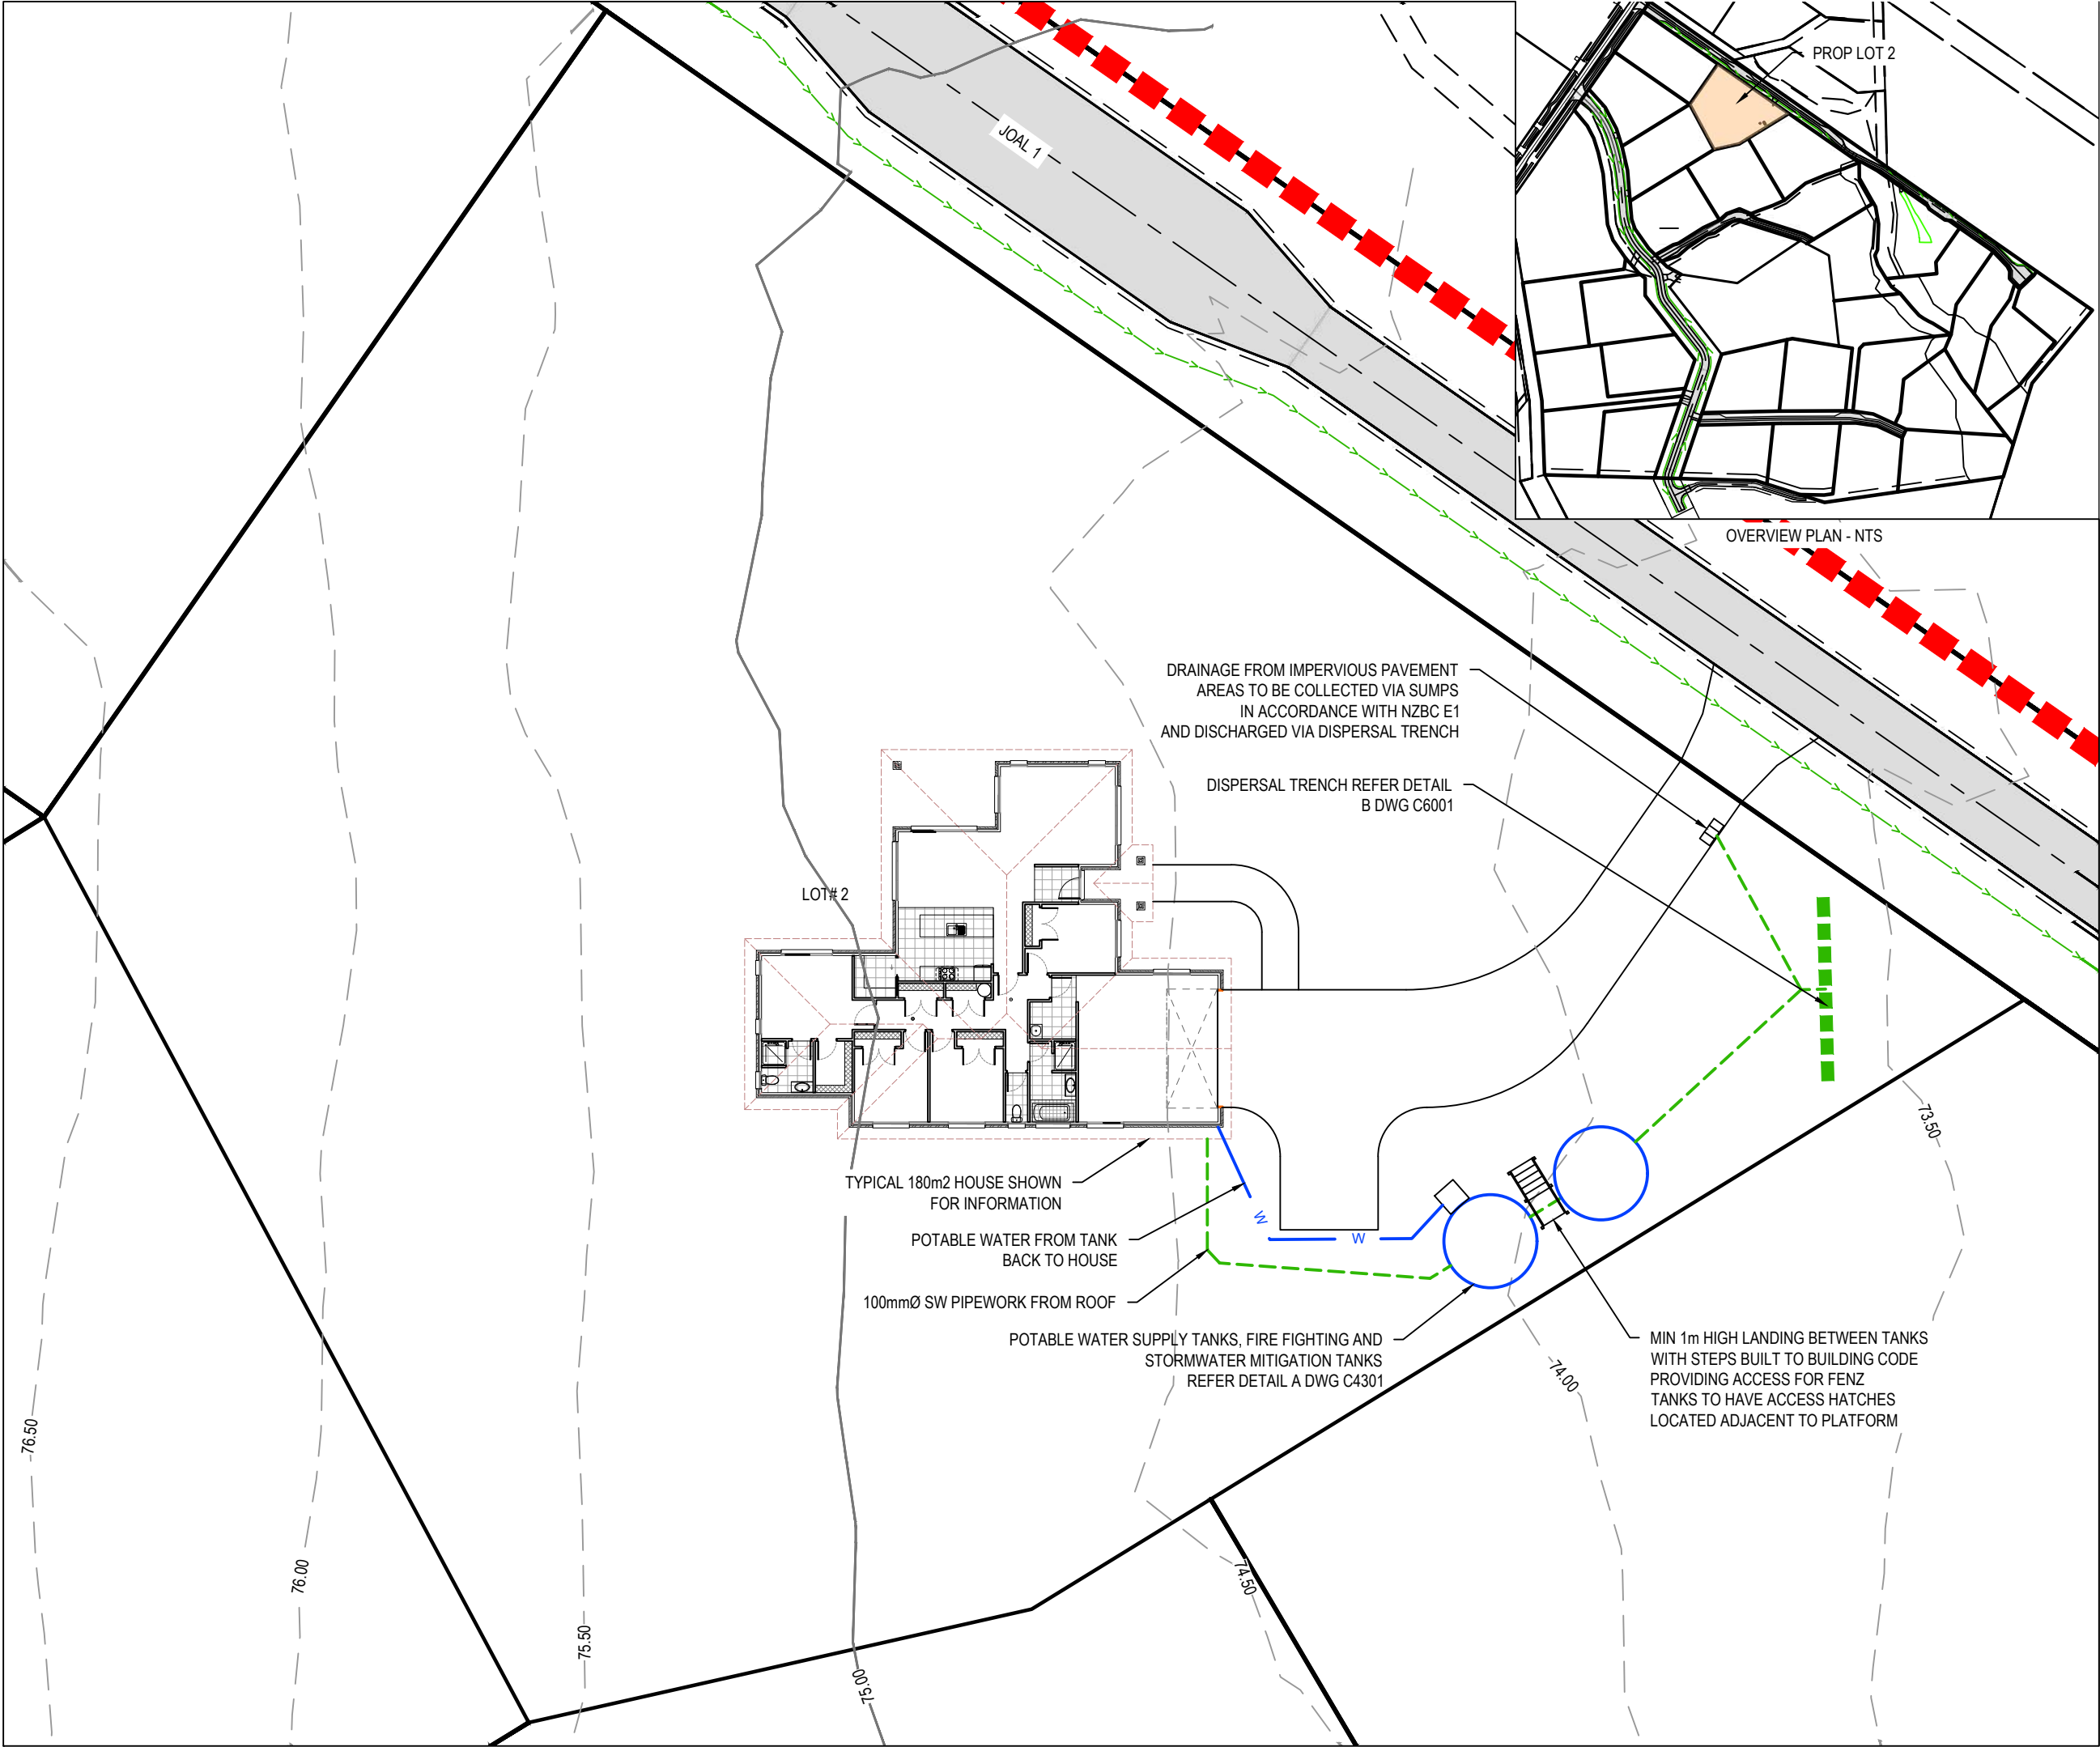 PROP LOT 2
JOAL 1
OVERVIEW PLAN - NTS
DRAINAGE FROM IMPERVIOUS PAVEMENT
AREAS TO BE COLLECTED VIA SUMPS
IN ACCORDANCE WITH NZBC E1
AND DISCHARGED VIA DISPERSAL TRENCH
DISPERSAL TRENCH REFER DETAIL
B DWG C6001
LOT# 2
TYPICAL 180m2 HOUSE SHOWN
FOR INFORMATION
W
POTABLE WATER FROM TANK
BACK TO HOUSE
W
100mmØ SW PIPEWORK FROM ROOF
POTABLE WATER SUPPLY TANKS, FIRE FIGHTING AND
STORMWATER MITIGATION TANKS
REFER DETAIL A DWG C4301
MIN 1m HIGH LANDING BETWEEN TANKS
WITH STEPS BUILT TO BUILDING CODE
PROVIDING ACCESS FOR FENZ
TANKS TO HAVE ACCESS HATCHES
LOCATED ADJACENT TO PLATFORM
73.50
74.00
76.50
76.00
74.50
75.50
75.00